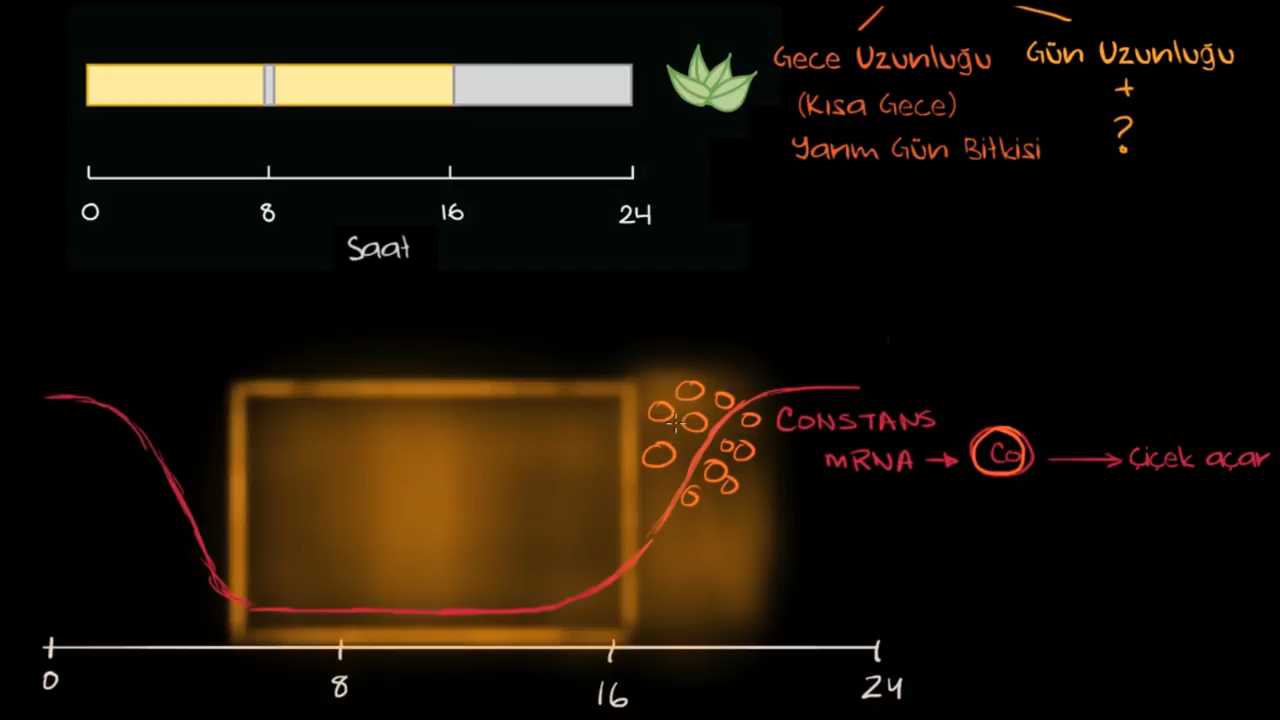 Gece Uzunluğu
(Kısa Gece)
Yarım Gün Bitkisi
Gün Uzunluğu
+
?
0 8 16 24
Saat
CONSTANS
mRNA → Co → Çiçek açar
0 8 16 24